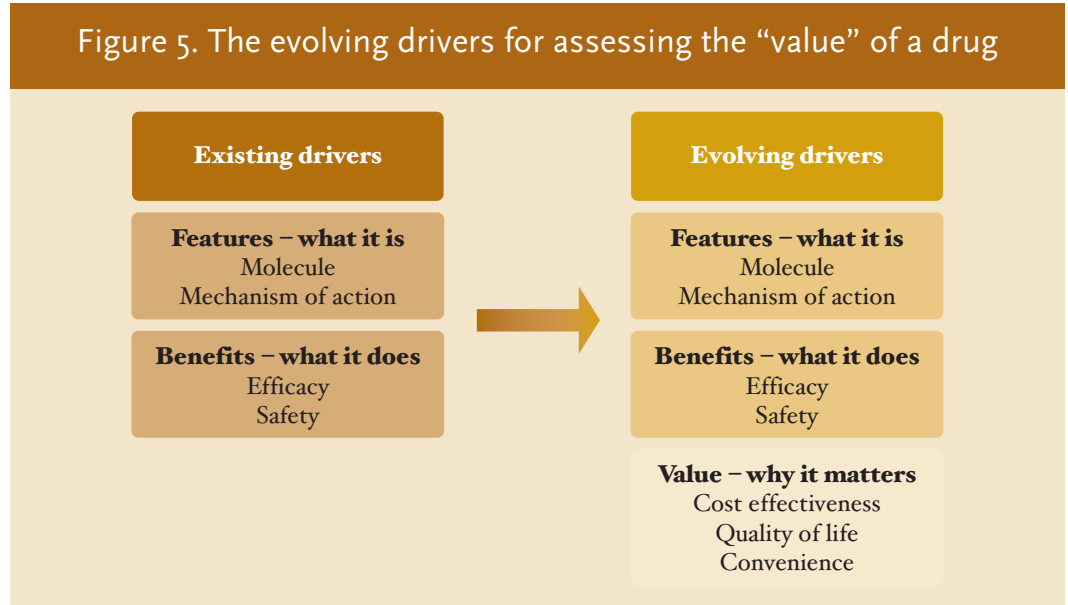 Figure 5. The evolving drivers for assessing the “value” of a drug
Existing drivers
Features – what it is
Molecule
Mechanism of action
Benefits – what it does
Efficacy
Safety
Evolving drivers
Features – what it is
Molecule
Mechanism of action
Benefits – what it does
Efficacy
Safety
Value – why it matters
Cost effectiveness
Quality of life
Convenience